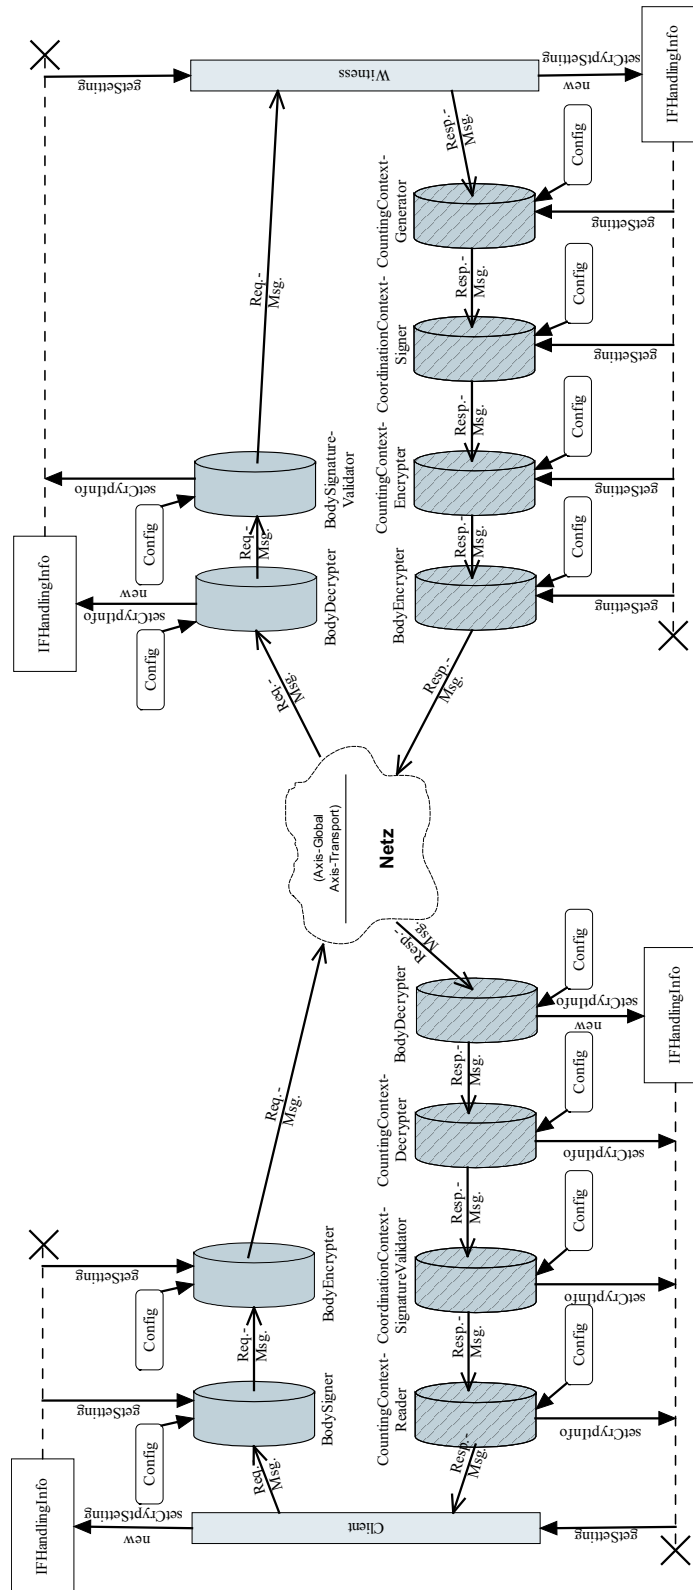 IFHandlingInfo
IFHandlingInfo
new
setCryptSetting
getSetting
getSetting
setCryptInfo
new
setCryptInfo
getSetting
Config
Config
Config
Config
Client
Req.-
Msg.
BodySigner
Req.-
Msg.
BodyEncrypter
Req.-
Msg.
(Axis-Global
Axis-Transport)
Netz
Req.-
Msg.
BodyDecrypter
Req.-
Msg.
BodySignature-
Validator
Req.-
Msg.
Witness
Resp.-
Msg.
CountingContext-
Reader
Resp.-
Msg.
CoordinationContext-
SignatureValidator
Resp.-
Msg.
CountingContext-
Decrypter
Resp.-
Msg.
BodyDecrypter
Resp.-
Msg.
Resp.-
Msg.
BodyEncrypter
Resp.-
Msg.
CountingContext-
Encrypter
Resp.-
Msg.
CoordinationContext-
Signer
Resp.-
Msg.
CountingContext-
Generator
Resp.-
Msg.
Config
Config
Config
Config
Config
Config
Config
Config
getSetting
setCryptInfo
setCryptInfo
setCryptInfo
new
setCryptInfo
getSetting
getSetting
getSetting
getSetting
new
setCryptSetting
IFHandlingInfo
IFHandlingInfo